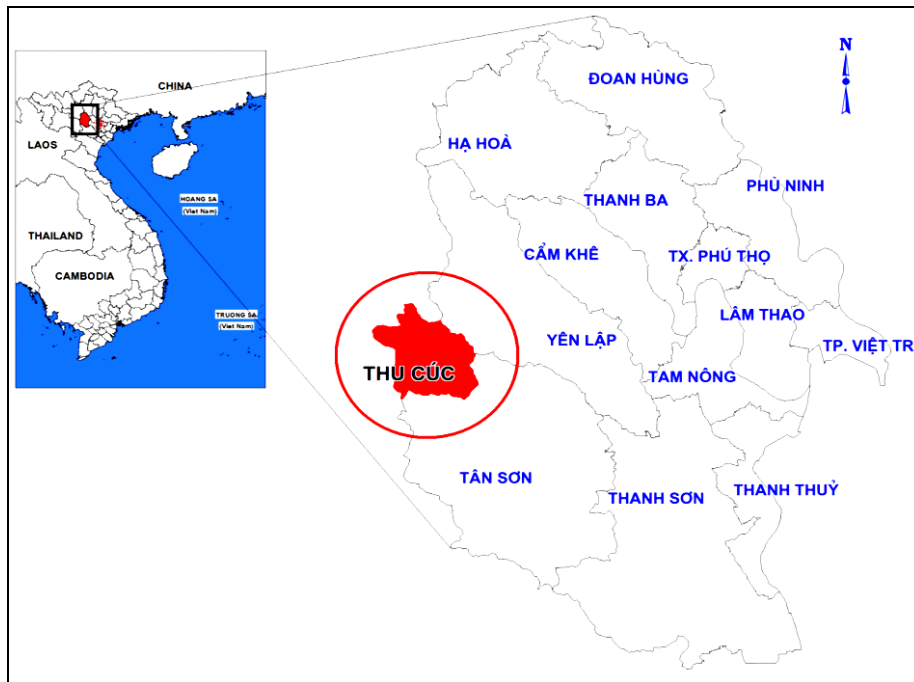 CHINA
LAOS
HOANG SA
(Viet Nam)
THAILAND
CAMBODIA
TRUONG SA
(Viet Nam)
N
ĐOAN HÙNG
HẠ HOÀ
PHÙ NINH
THANH BA
CẨM KHÊ
TX. PHÚ THỌ
LÂM THAO
YÊN LẬP
TP. VIỆT TR
THU CÚC
TAM NÔNG
TÂN SƠN
THANH SƠN
THANH THUỶ